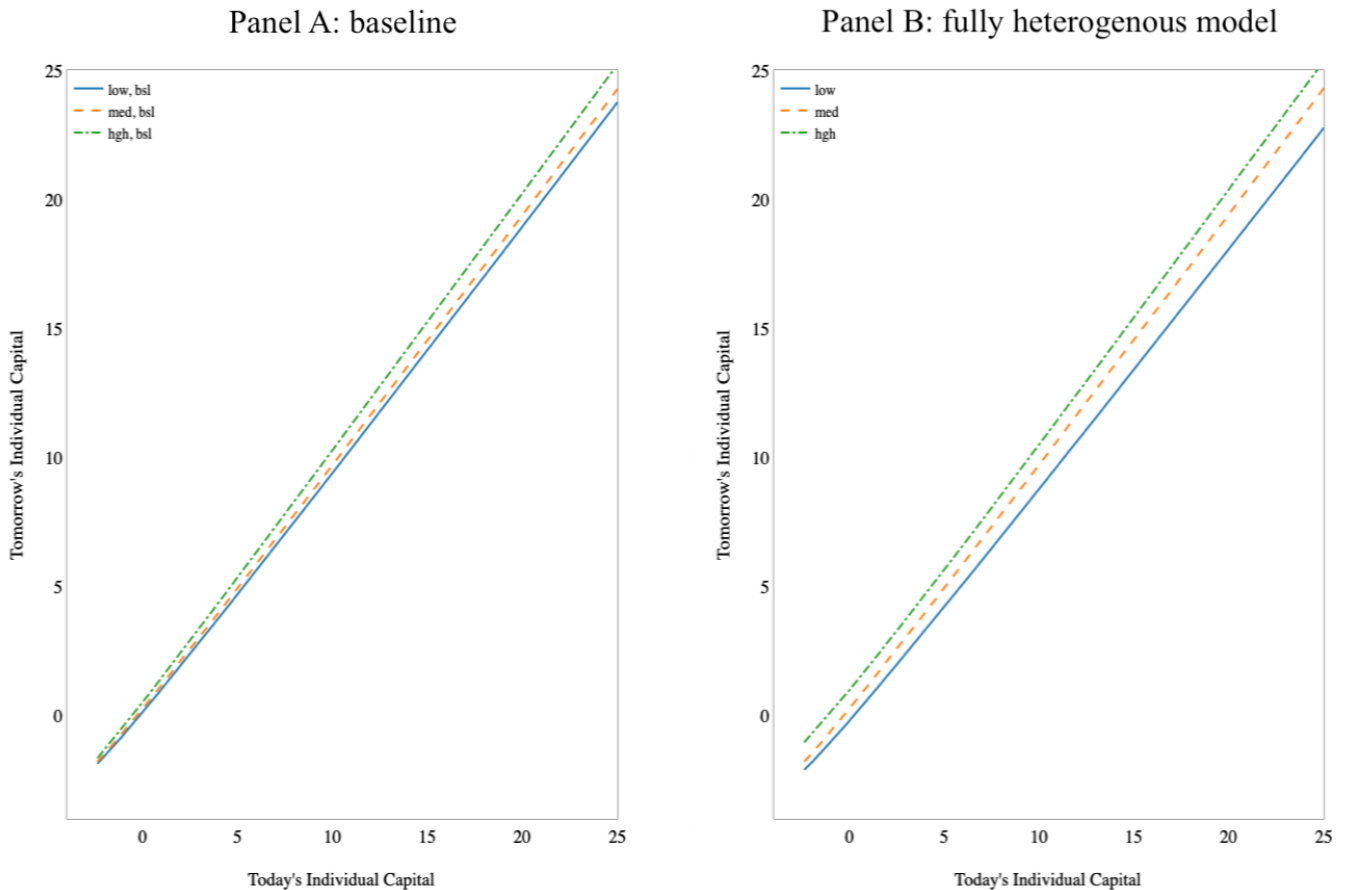 Panel A: baseline
25
low, bsl
med, bsl
hgh, bsl
20
15
10
5
0
Tomorrow's Individual Capital
0 5 10 15 20 25
Today's Individual Capital
Panel B: fully heterogenous model
25
low
med
hgh
20
15
10
5
0
Tomorrow's Individual Capital
0 5 10 15 20 25
Today's Individual Capital